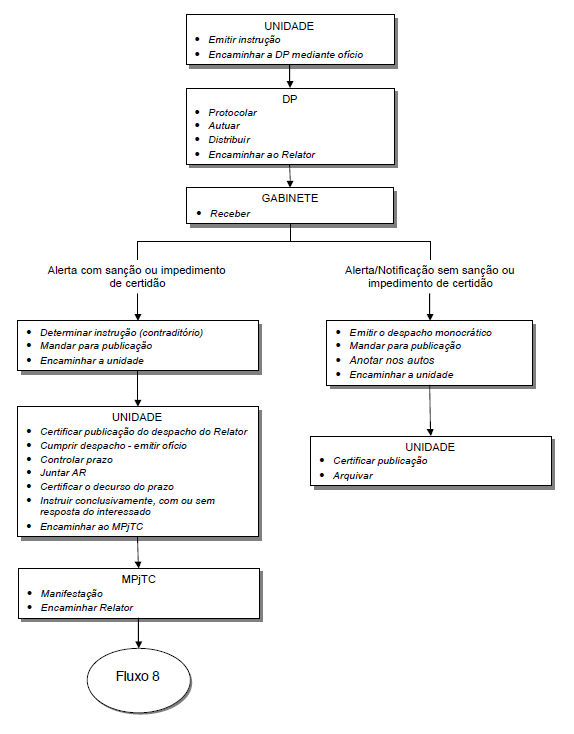 UNIDADE
• Emitir instrução
• Encaminhar a DP mediante ofício
DP
• Protocolar
• Autuar
• Distribuir
• Encaminhar ao Relator
GABINETE
• Receber
Alerta com sanção ou impedimento
de certidão
Alerta/Notificação sem sanção ou
impedimento de certidão
• Determinar instrução (contraditório)
• Mandar para publicação
• Encaminhar a unidade
• Emitir o despacho monocrático
• Mandar para publicação
• Anotar nos autos
• Encaminhar a unidade
UNIDADE
• Certificar publicação do despacho do Relator
• Cumprir despacho - emitir ofício
• Controlar prazo
• Juntar AR
• Certificar o decurso do prazo
• Instruir conclusivamente, com ou sem
resposta do interessado
• Encaminhar ao MPjTC
UNIDADE
• Certificar publicação
• Arquivar
MPjTC
• Manifestação
• Encaminhar Relator
Fluxo 8